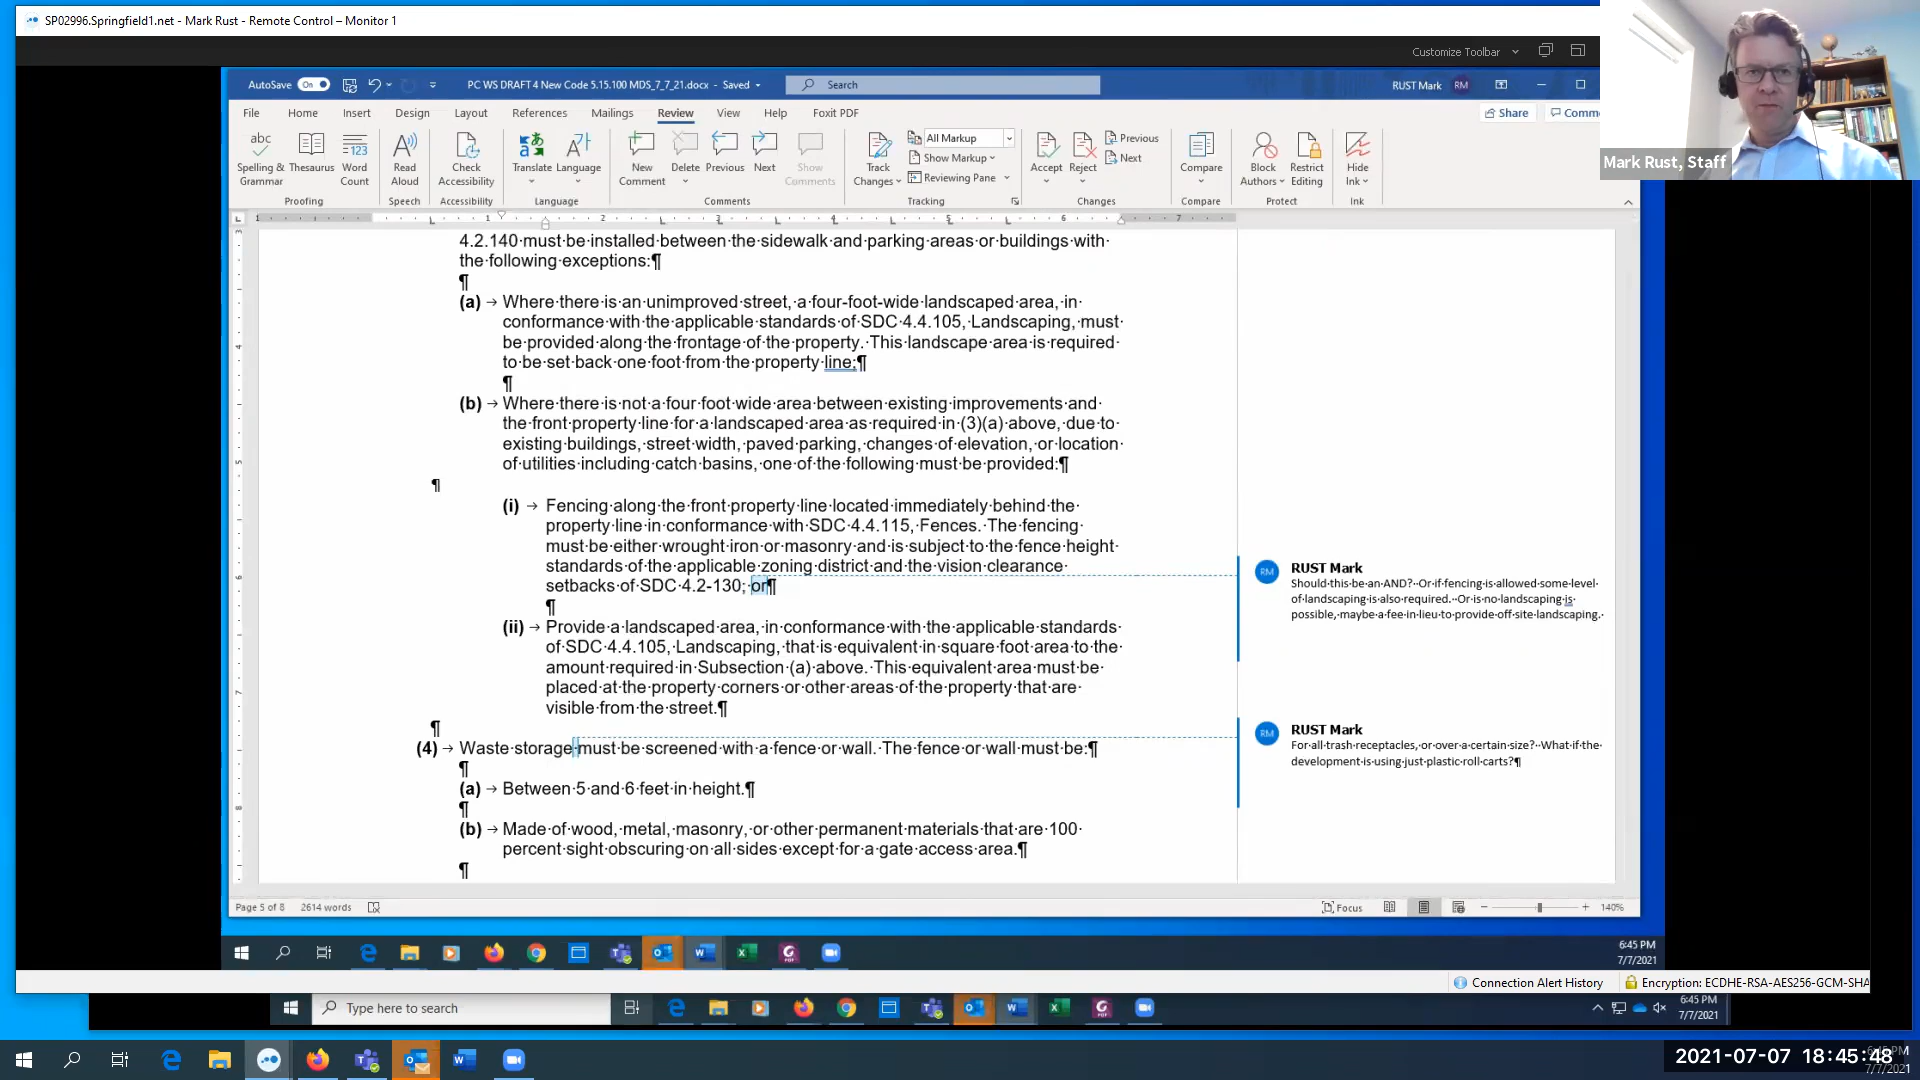 SP02996.Springfield1.net - Mark Rust - Remote Control – Monitor 1
Customize Toolbar
AutoSave On
PC WS DRAFT 4 New Code 5.15.100 MDS_7_7_21.docx - Saved
Search
RUST Mark RM
File Home Insert Design Layout References Mailings Review View Help Foxit PDF
Share Comme
Mark Rust, Staff
abc
Spelling & Grammar
Thesaurus
123
Word Count
Read Aloud
Check Accessibility
Translate
Language
New Comment
Delete
Previous
Next
Show Comments
Track Changes
All Markup
Show Markup
Reviewing Pane
Accept
Reject
Previous
Next
Compare
Block Authors
Restrict Editing
Hide Ink
Proofing Speech Accessibility Language Comments Tracking Changes Compare Protect Ink
4.2.140 must be installed between the sidewalk and parking areas or buildings with
the following exceptions:¶
¶
(a) → Where there is an unimproved street, a four-foot-wide landscaped area, in
conformance with the applicable standards of SDC 4.4.105, Landscaping, must
be provided along the frontage of the property. This landscape area is required
to be set back one foot from the property line;¶
¶
(b) → Where there is not a four foot wide area between existing improvements and
the front property line for a landscaped area as required in (3)(a) above, due to
existing buildings, street width, paved parking, changes of elevation, or location
of utilities including catch basins, one of the following must be provided:¶
¶
(i) → Fencing along the front property line located immediately behind the
property line in conformance with SDC 4.4.115, Fences. The fencing
must be either wrought iron or masonry and is subject to the fence height
standards of the applicable zoning district and the vision clearance
setbacks of SDC 4.2-130; or¶
¶
(ii) → Provide a landscaped area, in conformance with the applicable standards
of SDC 4.4.105, Landscaping, that is equivalent in square foot area to the
amount required in Subsection (a) above. This equivalent area must be
placed at the property corners or other areas of the property that are
visible from the street.¶
¶
(4) → Waste storage must be screened with a fence or wall. The fence or wall must be:¶
¶
(a) → Between 5 and 6 feet in height.¶
¶
(b) → Made of wood, metal, masonry, or other permanent materials that are 100
percent sight obscuring on all sides except for a gate access area.¶
¶
RM RUST Mark
Should this be an AND? Or if fencing is allowed some level
of landscaping is also required. Or is no landscaping is
possible, maybe a fee in lieu to provide off site landscaping.
RM RUST Mark
For all trash receptacles, or over a certain size? What if the
development is using just plastic roll carts?¶
Page 5 of 8 2614 words
Focus
140%
6:45 PM
7/7/2021
Connection Alert History
Encryption: ECDHE-RSA-AES256-GCM-SHA
Type here to search
6:45 PM
7/7/2021
2021-07-07 18:45:48
7/7/2021